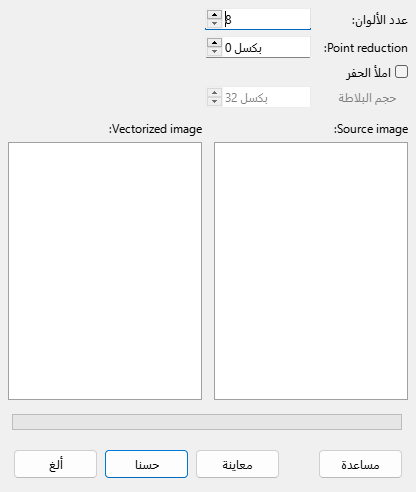 عدد الألوان: 8
Point reduction: 0 بكسل
املأ الحفر
حجم البلاطة 32 بكسل
Source image: Vectorized image:
مساعدة معاينة حسنا ألغ